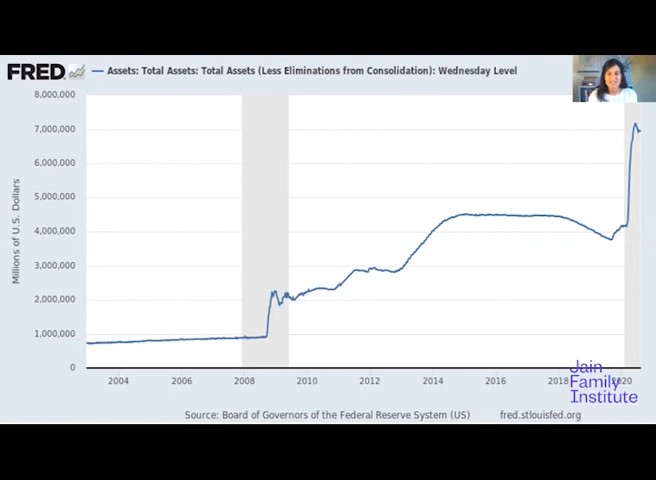 FRED
Assets: Total Assets: Total Assets (Less Eliminations from Consolidation): Wednesday Level
8,000,000
7,000,000
6,000,000
5,000,000
4,000,000
3,000,000
2,000,000
1,000,000
0
Millions of U.S. Dollars
2004 2006 2008 2010 2012 2014 2016 2018 2020
Jain
Family
Institute
Source: Board of Governors of the Federal Reserve System (US) fred.stlouisfed.org